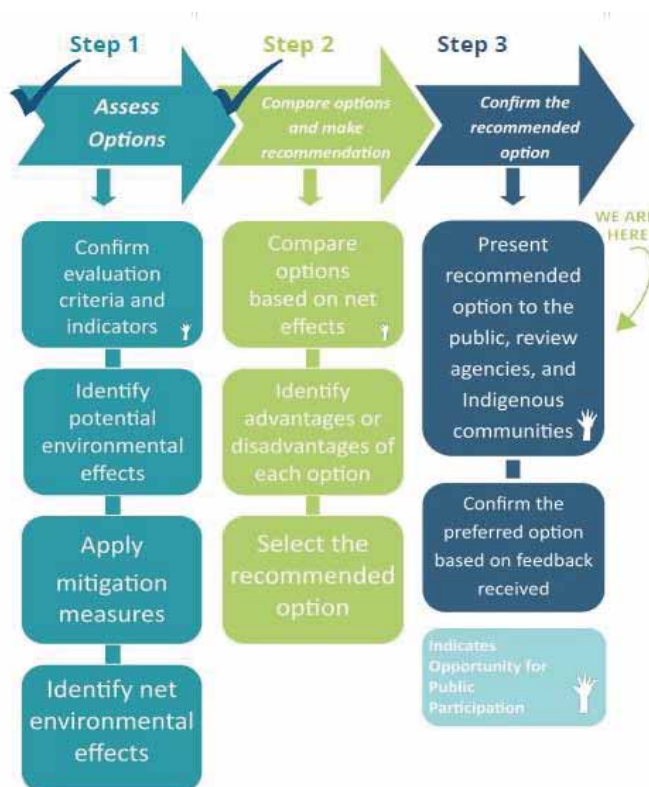 Step 1
Assess
Options
Confirm
evaluation
criteria and
indicators
Identify
potential
environmental
effects
Apply
mitigation
measures
Identify net
environmental
effects
Step 2
Compare options
and make
recommendation
Compare
options
based on net
effects
Identify
advantages or
disadvantages of
each option
Select the
recommended
option
Step 3
Confirm the
recommended
option
WE ARE
HERE
Present
recommended
option to the
public, review
agencies, and
Indigenous
communities
Confirm the
preferred option
based on feedback
received
Indicates
Opportunity for
Public
Participation